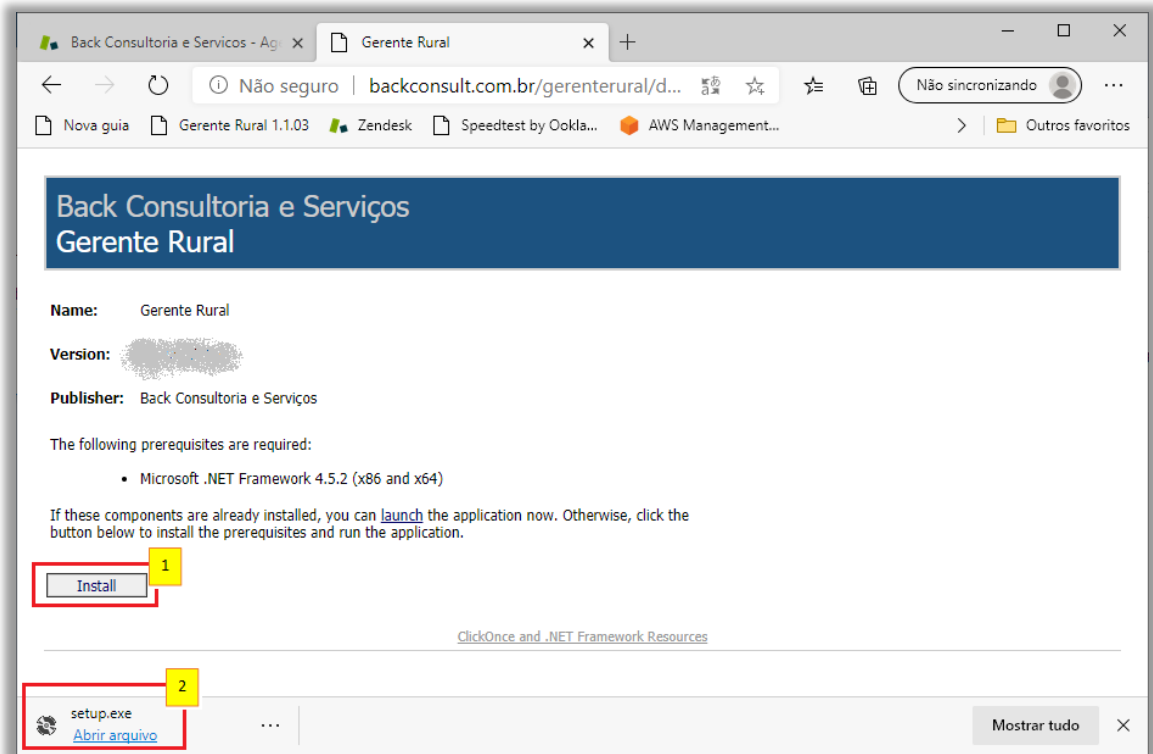 Back Consultoria e Servicos - Ag
Gerente Rural
Não seguro | backconsult.com.br/gerenterural/d...
Não sincronizando
Nova guia
Gerente Rural 1.1.03
Zendesk
Speedtest by Ookla...
AWS Management...
Outros favoritos
Back Consultoria e Serviços
Gerente Rural
Name: Gerente Rural
Version:
Publisher: Back Consultoria e Serviços
The following prerequisites are required:
• Microsoft .NET Framework 4.5.2 (x86 and x64)
If these components are already installed, you can launch the application now. Otherwise, click the
button below to install the prerequisites and run the application.
1
Install
ClickOnce and .NET Framework Resources
2
setup.exe
Abrir arquivo
...
Mostrar tudo